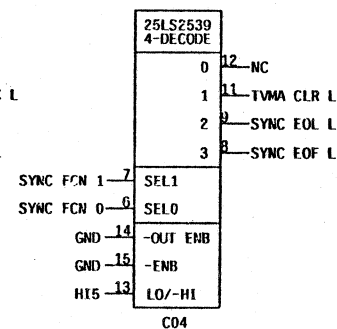 25LS2539
4-DECODE
0 12 NC
L
1 11 TVMA CLR L
2 9 SYNC EOL L
3 8 SYNC EOF L
SYNC FCN 1 7 SEL1
SYNC FCN 0 6 SEL0
GND 14 -OUT ENB
GND 15 -ENB
HI5 13 LO/-HI
C04